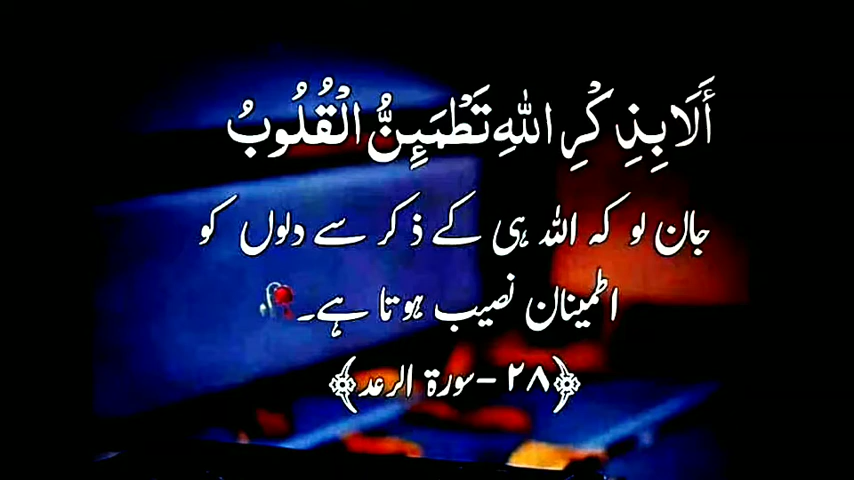 أَلَا بِذِكْرِ اللّٰهِ تَطْمَئِنُّ الْقُلُوبُ
جان لو کہ اللہ ہی کے ذکر سے دلوں کو
اطمینان نصیب ہوتا ہے۔🥀
﴿۲۸ – سورة الرعد﴾